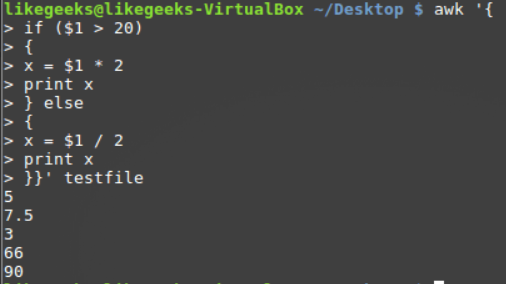 likegeeks@likegeeks-VirtualBox ~/Desktop $ awk '{
> if ($1 > 20)
> {
> x = $1 * 2
> print x
> } else
> {
> x = $1 / 2
> print x
> }}' testfile
5
7.5
3
66
90